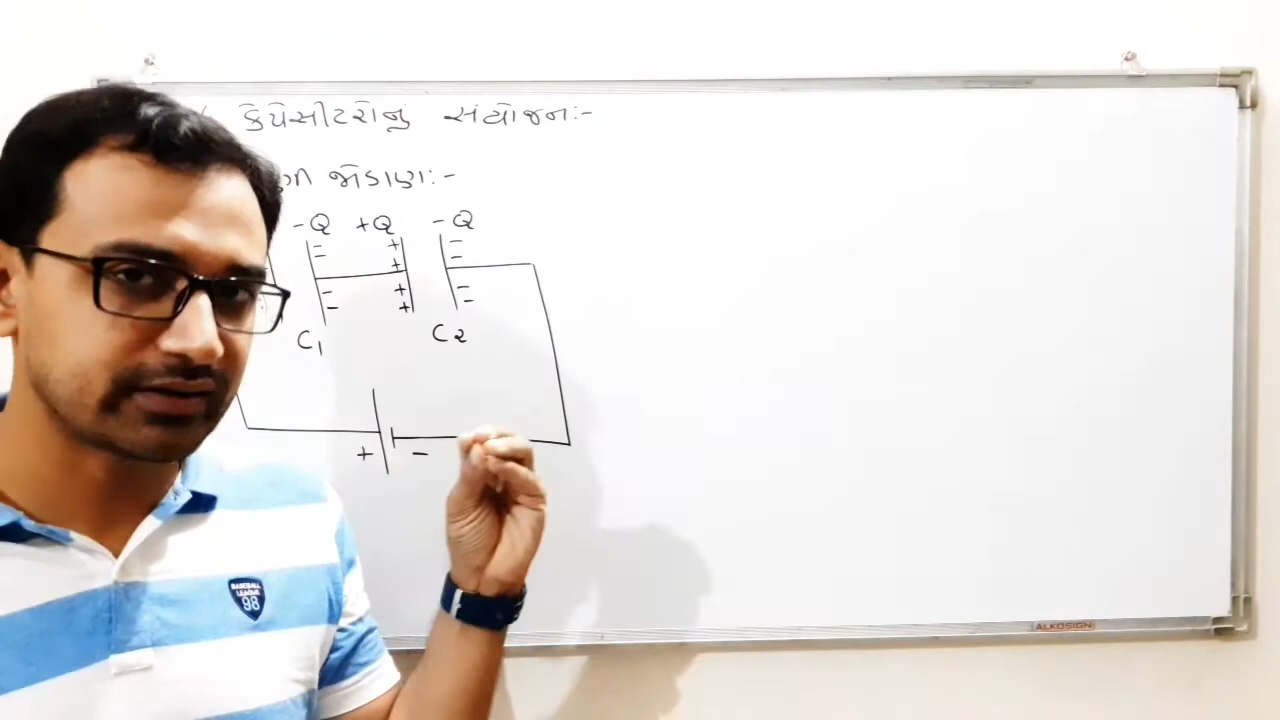 કેપેસીટરોનું સંયોજન:-
જોડાણ:-
-Q +Q -Q
C1 C2
+ -
BASEBALL
LEAGUE
98
ALKOSIGN